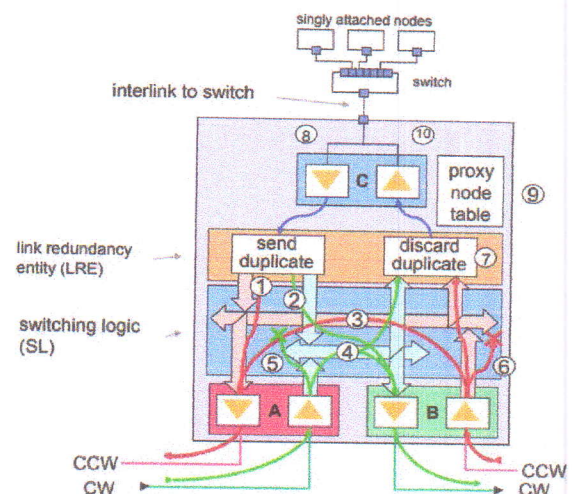 singly attached nodes
switch
interlink to switch
⑧
⑩
C
proxy
node
table
⑨
link redundancy
entity (LRE)
send
duplicate
discard
duplicate
⑦
①
②
③
switching logic
(SL)
④
⑤
⑥
A
B
CCW
CCW
CW
CW